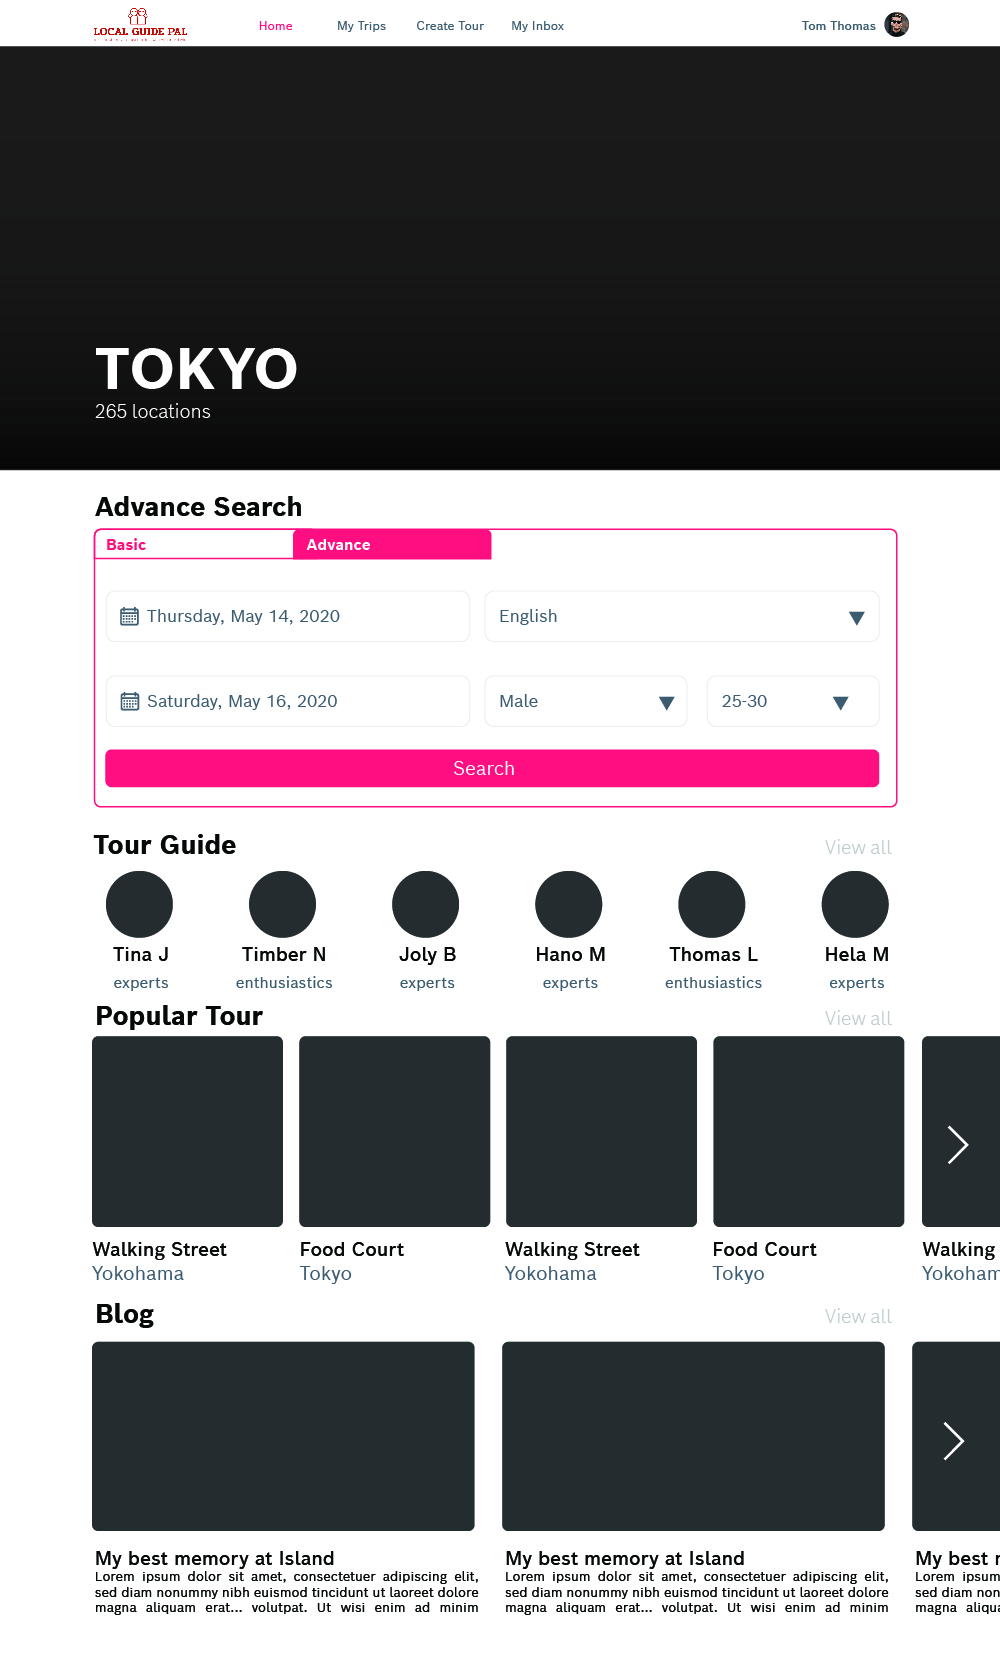 LOCAL GUIDE PAL
Home
My Trips
Create Tour
My Inbox
Tom Thomas
TOKYO
265 locations
Advance Search
Basic
Advance
Thursday, May 14, 2020
English
Saturday, May 16, 2020
Male
25-30
Search
Tour Guide
View all
Tina J
Timber N
Joly B
Hano M
Thomas L
Hela M
experts
enthusiastics
experts
experts
enthusiastics
experts
Popular Tour
View all
Walking Street
Yokohama
Food Court
Tokyo
Walking Street
Yokohama
Food Court
Tokyo
Walking
Yokoham
Blog
View all
My best memory at Island
Lorem ipsum dolor sit amet, consectetuer adipiscing elit,
sed diam nonummy nibh euismod tincidunt ut laoreet dolore
magna aliquam erat... volutpat. Ut wisi enim ad minim
My best memory at Island
Lorem ipsum dolor sit amet, consectetuer adipiscing elit,
sed diam nonummy nibh euismod tincidunt ut laoreet dolore
magna aliquam erat... volutpat. Ut wisi enim ad minim
My best
Lorem ipsum
sed diam non
magna aliqua